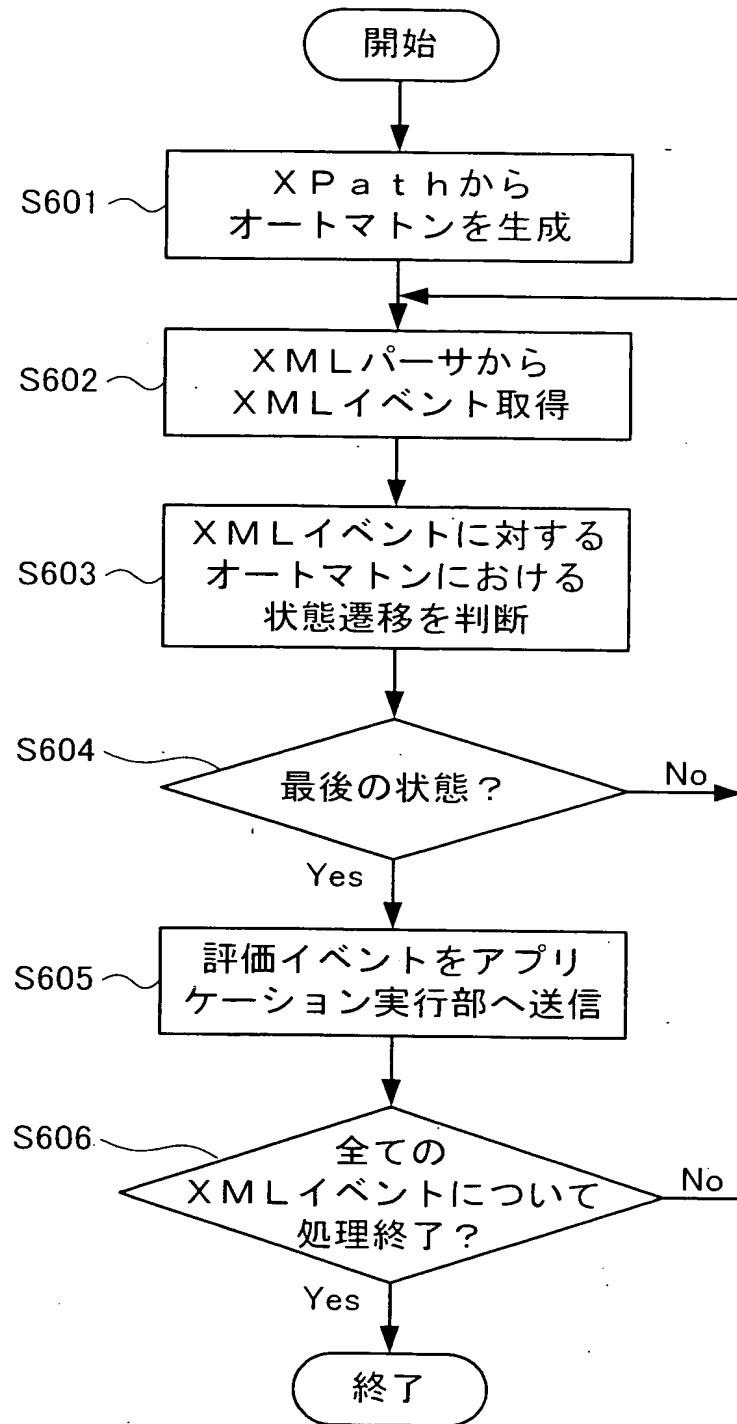 開始
S601
XPathから
オートマトンを生成
S602
XMLパーサから
XMLイベント取得
S603
XMLイベントに対する
オートマトンにおける
状態遷移を判断
S604
最後の状態?
No
Yes
S605
評価イベントをアプリ
ケーション実行部へ送信
S606
全ての
XMLイベントについて
処理終了?
No
Yes
終了